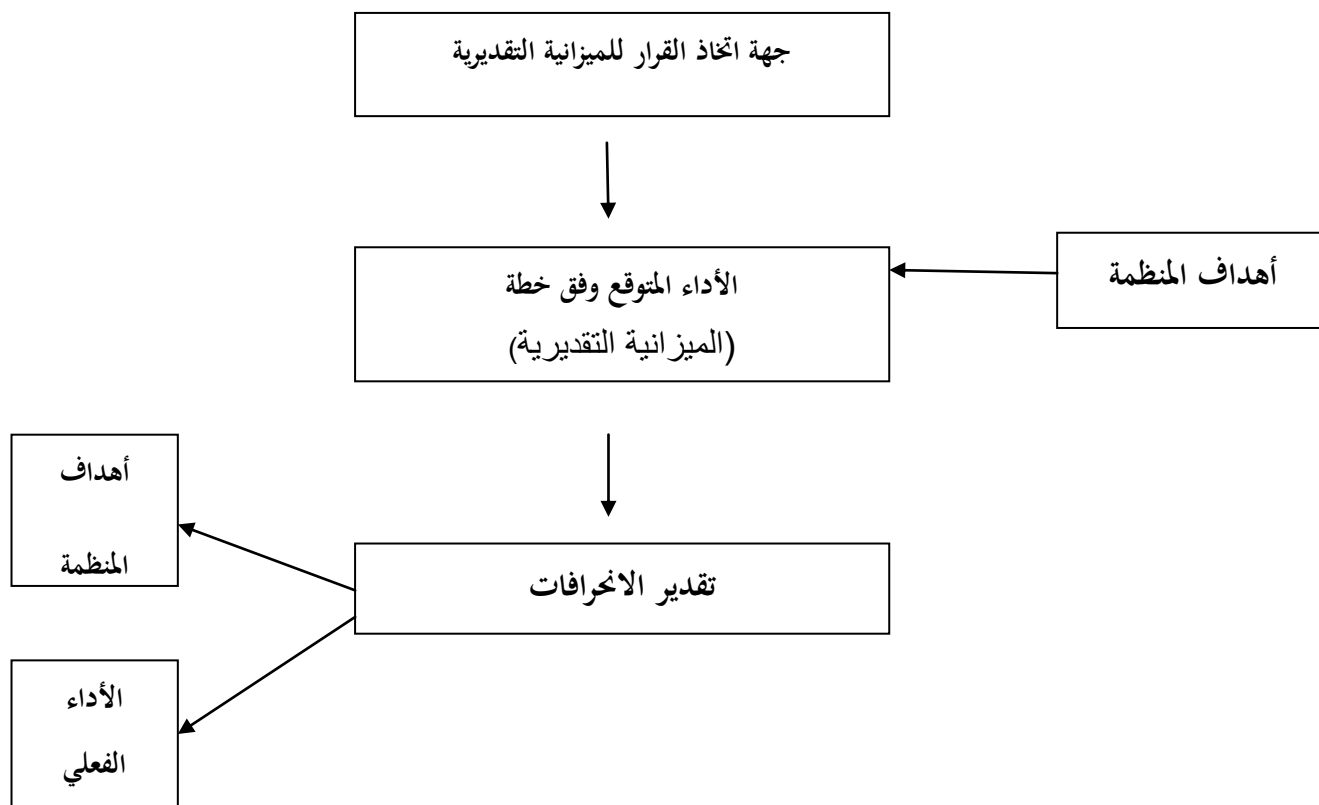 جهة اتخاذ القرار للميزانية التقديرية
الأداء المتوقع وفق خطة
(الميزانية التقديرية)
أهداف المنظمة
تقدير الانحرافات
أهداف
المنظمة
الأداء
الفعلي